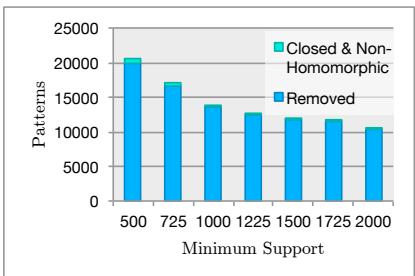 25000
20000
15000
10000
5000
0
Patterns
Closed & Non-
Homomorphic
Removed
500 725 1000 1225 1500 1725 2000
Minimum Support